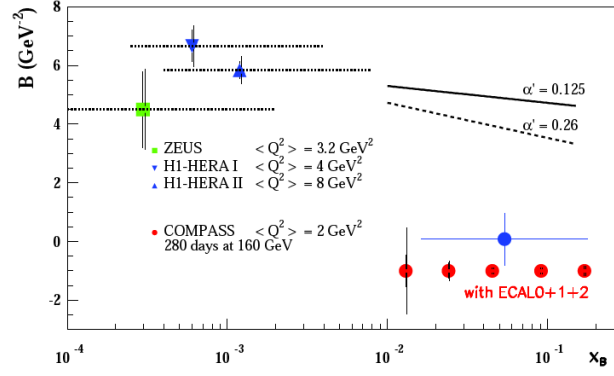 B (GeV⁻²)
8
6
4
2
0
-2
α' = 0.125
α' = 0.26
ZEUS < Q² > = 3.2 GeV²
H1-HERA I < Q² > = 4 GeV²
H1-HERA II < Q² > = 8 GeV²
COMPASS < Q² > = 2 GeV²
280 days at 160 GeV
with ECAL0+1+2
10⁻⁴ 10⁻³ 10⁻² 10⁻¹ x_B